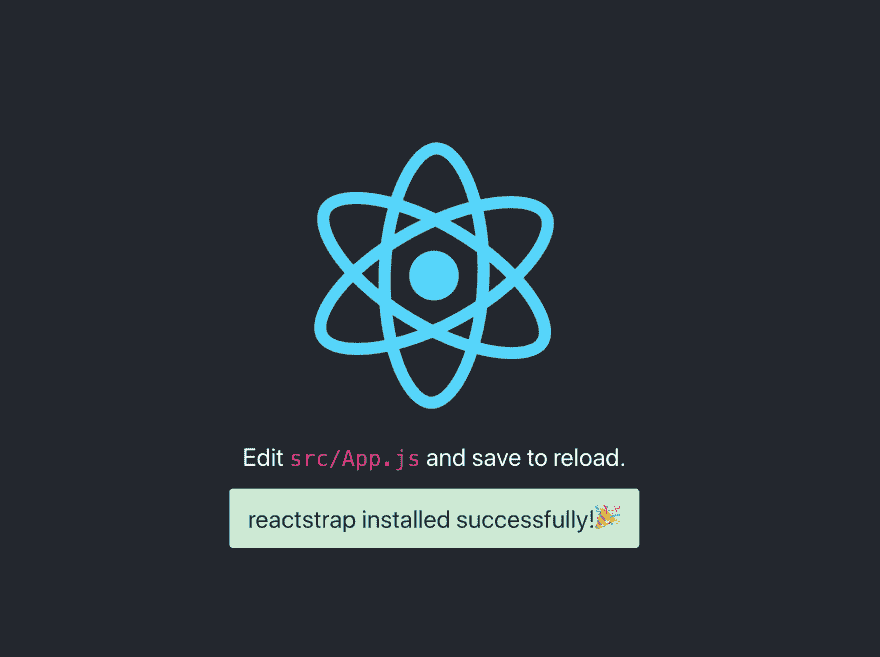 Edit src/App.js and save to reload.
reactstrap installed successfully!🎉